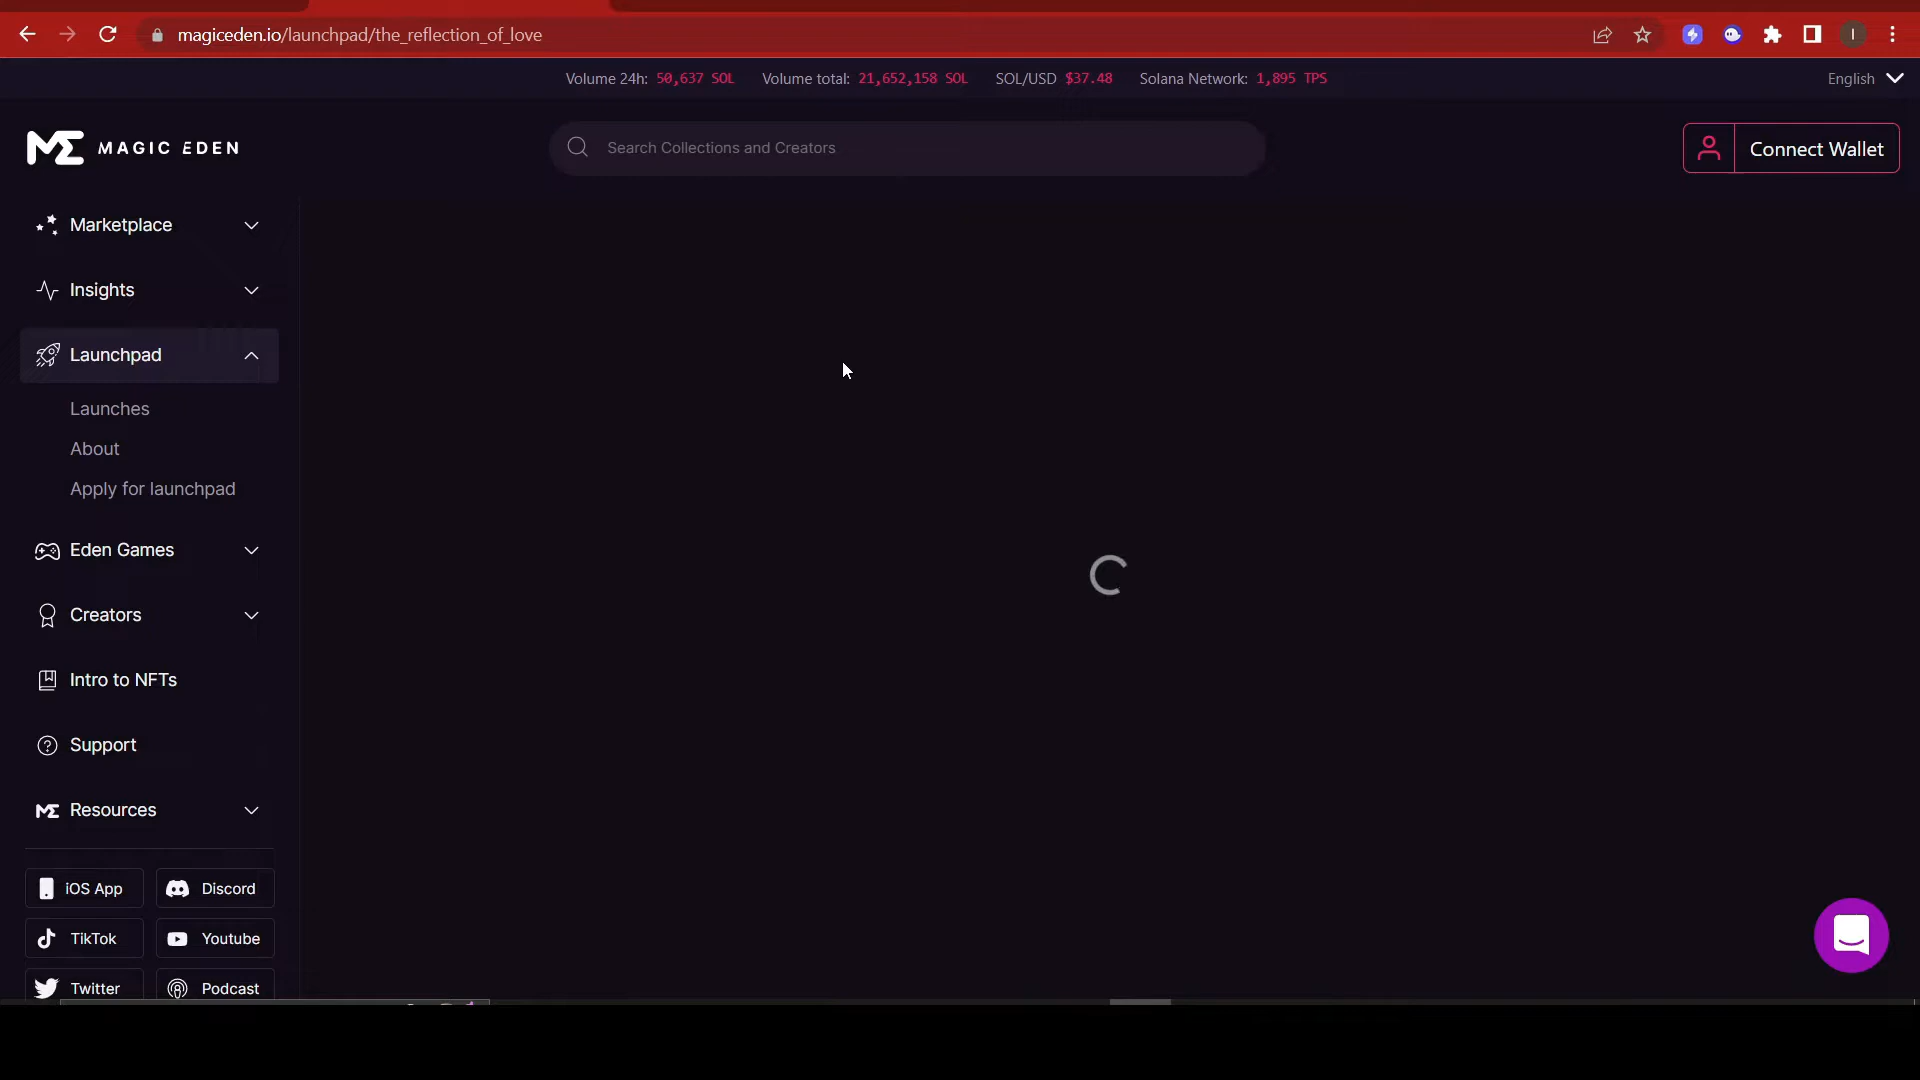 magiceden.io/launchpad/the_reflection_of_love
I
Volume 24h: 50,637 SOL Volume total: 21,652,158 SOL SOL/USD $37.48 Solana Network: 1,895 TPS
English
MAGIC EDEN
Search Collections and Creators
Connect Wallet
Marketplace
Insights
Launchpad
Launches
About
Apply for launchpad
Eden Games
Creators
Intro to NFTs
Support
Resources
iOS App
Discord
TikTok
Youtube
Twitter
Podcast